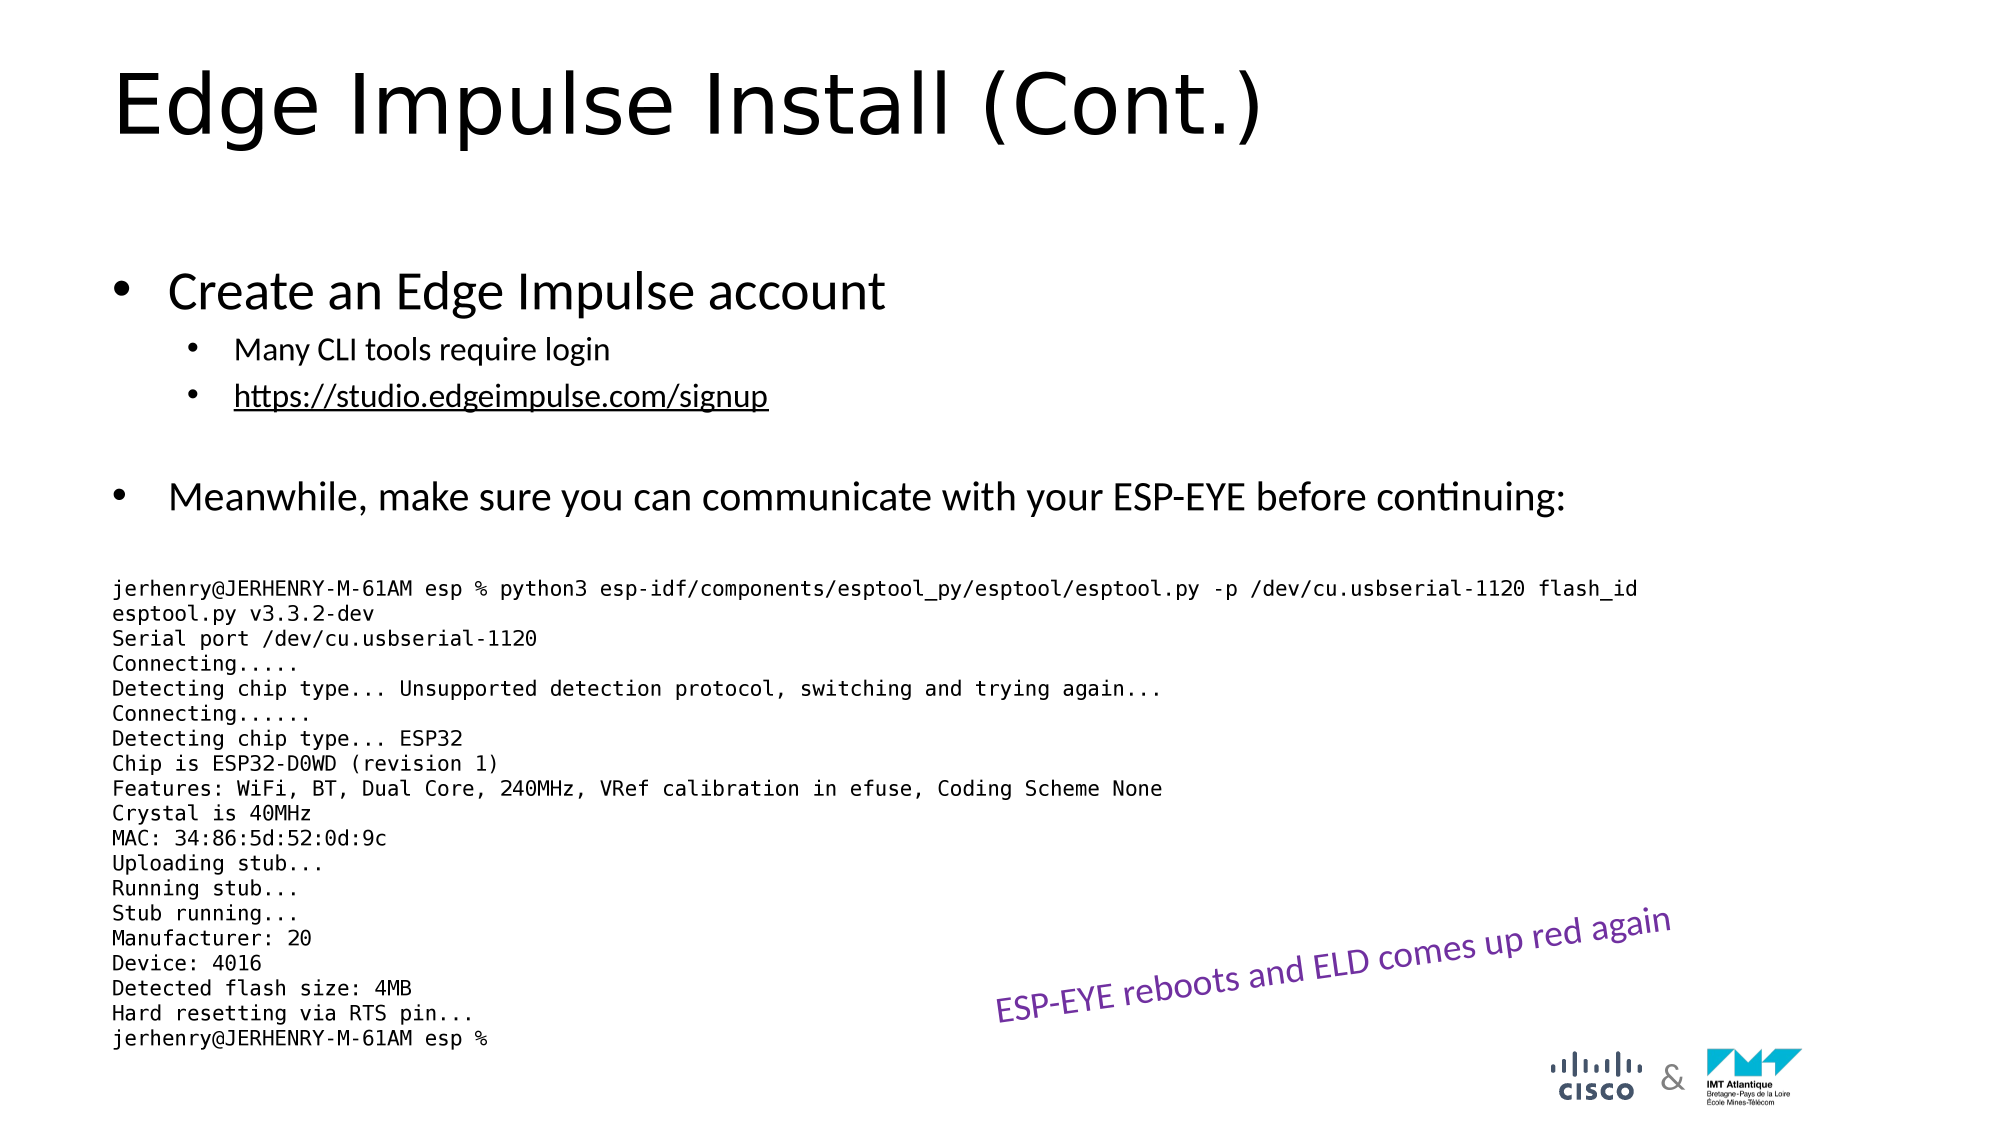 Edge Impulse Install (Cont.)
• Create an Edge Impulse account
• Many CLI tools require login
• https://studio.edgeimpulse.com/signup
• Meanwhile, make sure you can communicate with your ESP-EYE before continuing:
jerhenry@JERHENRY-M-61AM esp % python3 esp-idf/components/esptool_py/esptool/esptool.py -p /dev/cu.usbserial-1120 flash_id
esptool.py v3.3.2-dev
Serial port /dev/cu.usbserial-1120
Connecting.....
Detecting chip type... Unsupported detection protocol, switching and trying again...
Connecting......
Detecting chip type... ESP32
Chip is ESP32-D0WD (revision 1)
Features: WiFi, BT, Dual Core, 240MHz, VRef calibration in efuse, Coding Scheme None
Crystal is 40MHz
MAC: 34:86:5d:52:0d:9c
Uploading stub...
Running stub...
Stub running...
Manufacturer: 20
Device: 4016
Detected flash size: 4MB
Hard resetting via RTS pin...
jerhenry@JERHENRY-M-61AM esp %
ESP-EYE reboots and ELD comes up red again
CISCO & IMT Atlantique
Bretagne-Pays de la Loire
École Mines-Télécom